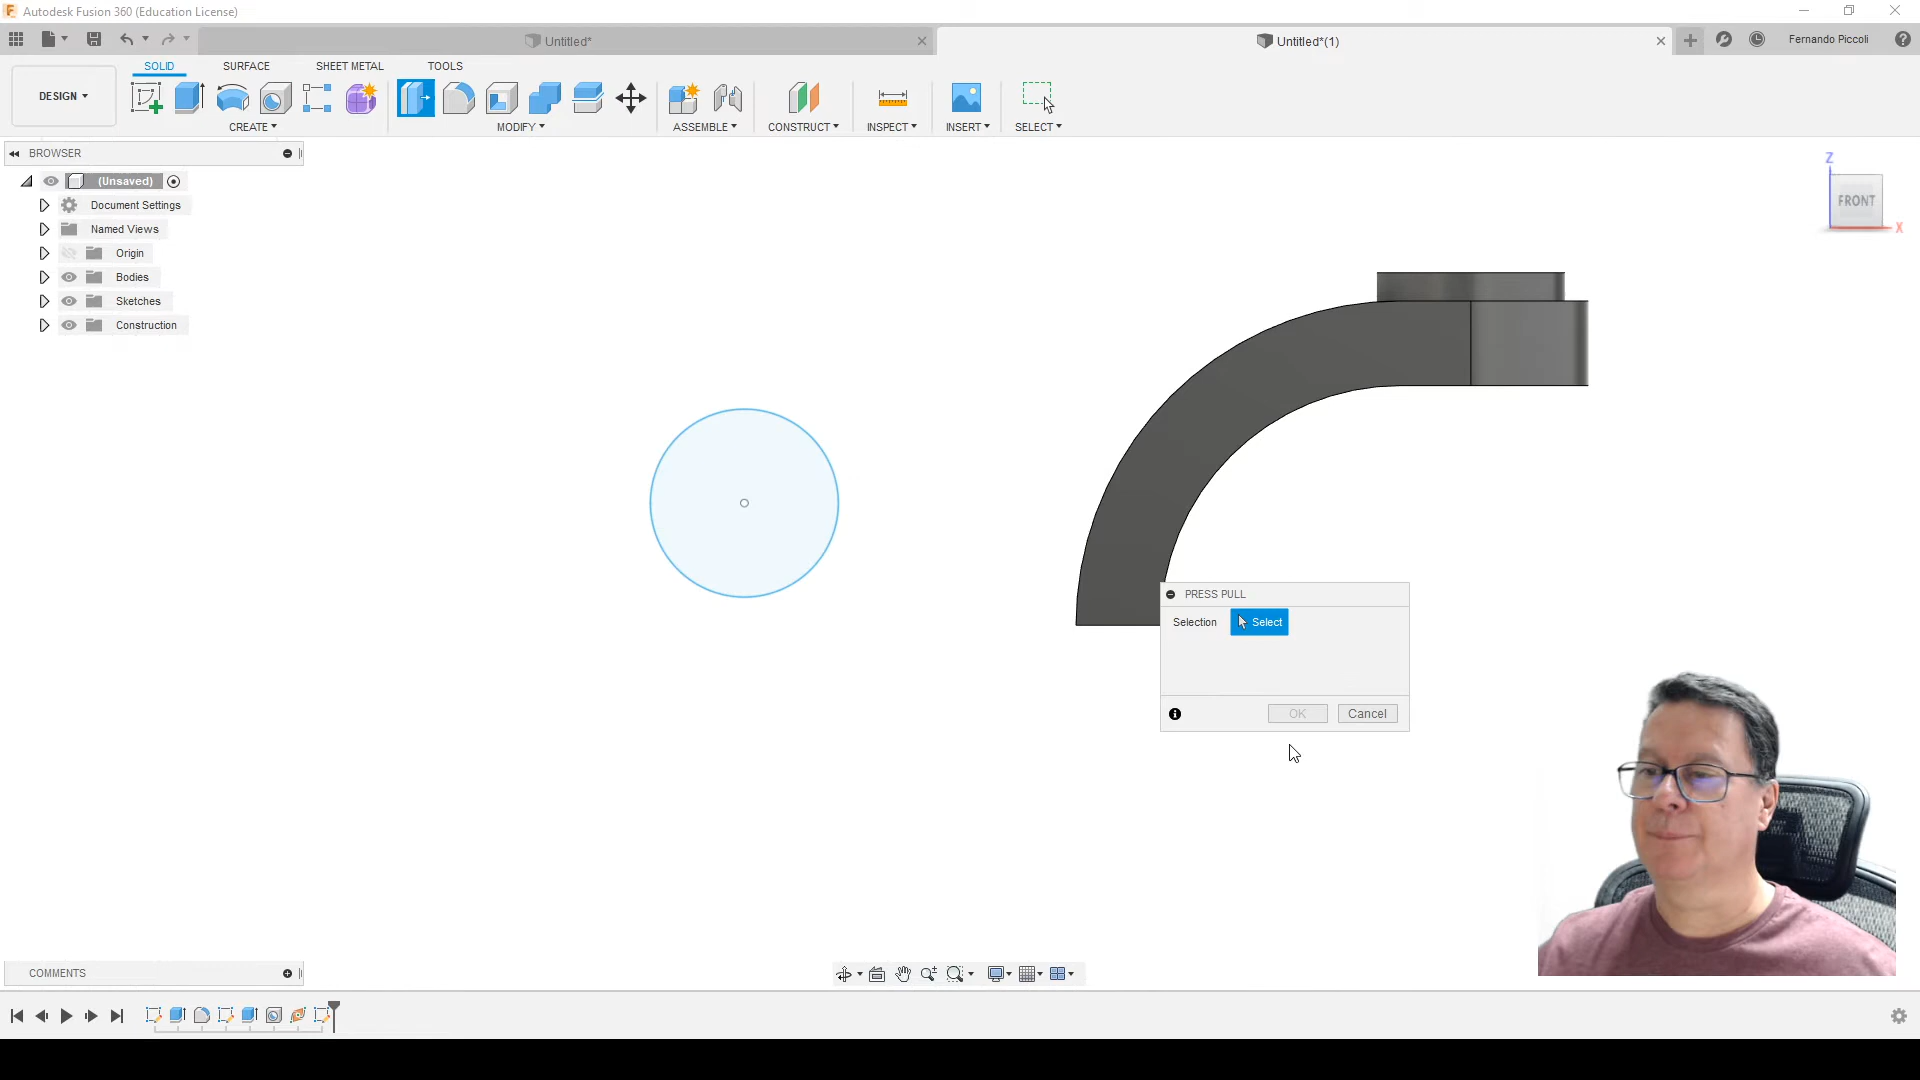 Autodesk Fusion 360 (Education License)
Untitled*
Untitled*(1)
Fernando Piccoli
DESIGN
SOLID
SURFACE
SHEET METAL
TOOLS
CREATE
MODIFY
ASSEMBLE
CONSTRUCT
INSPECT
INSERT
SELECT
BROWSER
(Unsaved)
Document Settings
Named Views
Origin
Bodies
Sketches
Construction
Z
FRONT
X
PRESS PULL
Selection
Select
OK
Cancel
COMMENTS